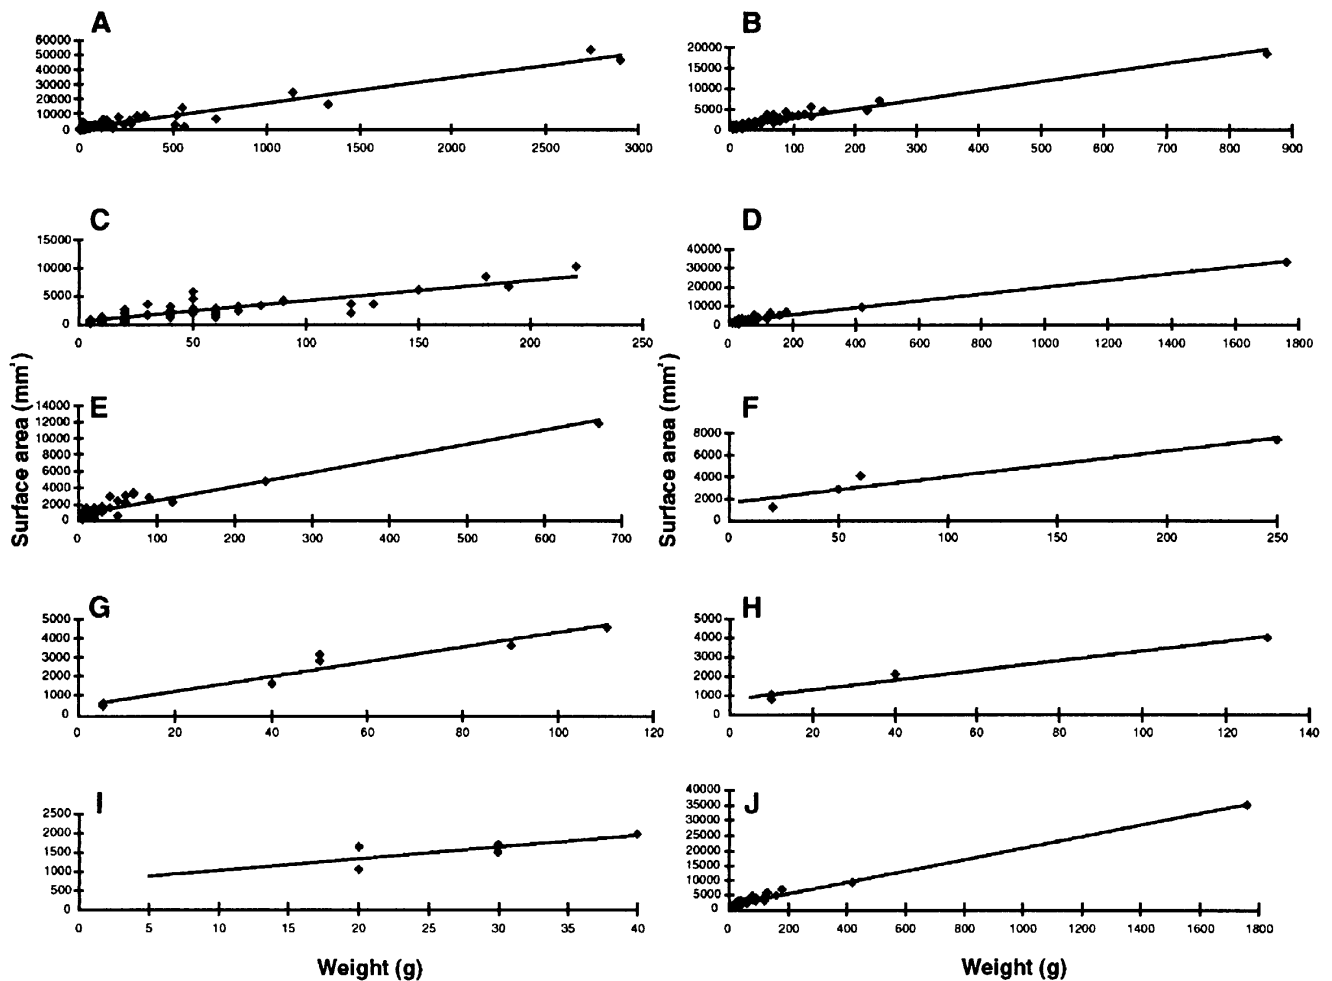 A
60000
50000
40000
30000
20000
10000
0
0 500 1000 1500 2000 2500 3000
B
20000
15000
10000
5000
0
0 100 200 300 400 500 600 700 800 900
C
15000
10000
5000
0
0 50 100 150 200 250
D
40000
30000
20000
10000
0
0 200 400 600 800 1000 1200 1400 1600 1800
Surface area (mm²)
Surface area (mm²)
E
14000
12000
10000
8000
6000
4000
2000
0
0 100 200 300 400 500 600 700
F
8000
6000
4000
2000
0
0 50 100 150 200 250
G
5000
4000
3000
2000
1000
0
0 20 40 60 80 100 120
H
5000
4000
3000
2000
1000
0
0 20 40 60 80 100 120 140
I
2500
2000
1500
1000
500
0
0 5 10 15 20 25 30 35 40
J
40000
35000
30000
25000
20000
15000
10000
5000
0
0 200 400 600 800 1000 1200 1400 1600 1800
Weight (g)
Weight (g)